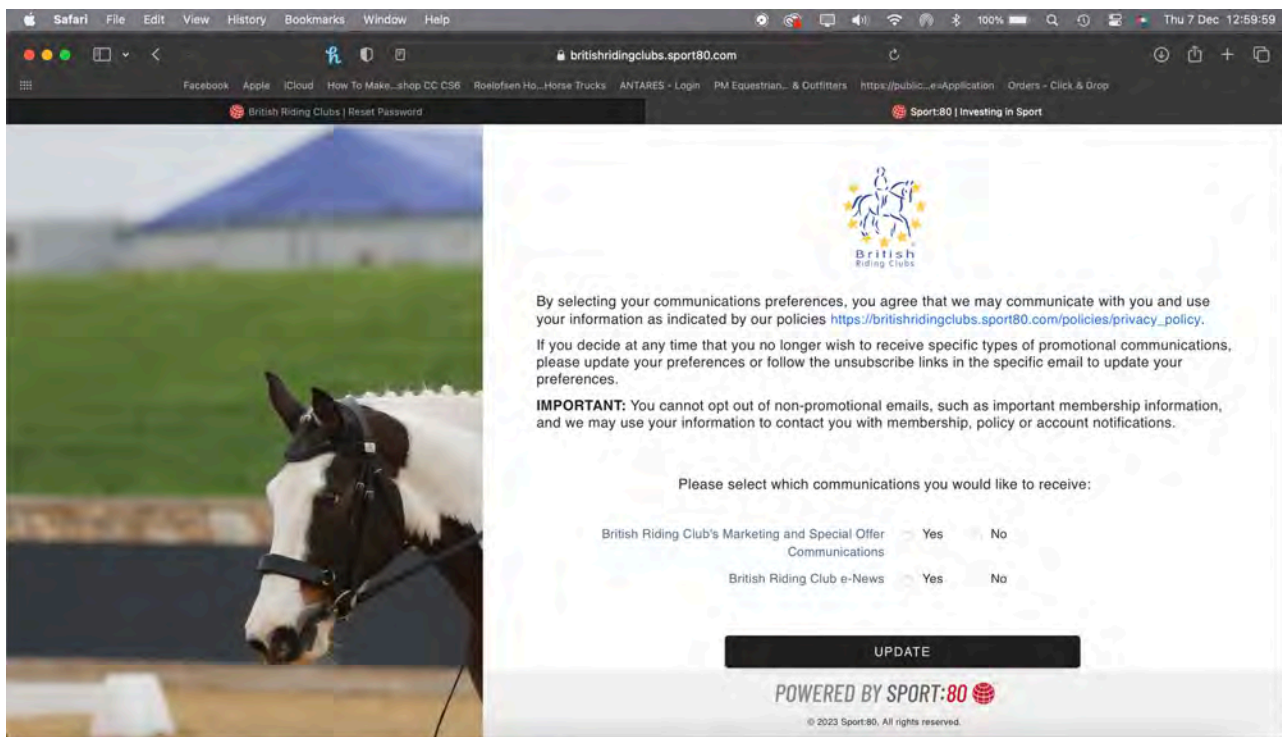 Safari File Edit View History Bookmarks Window Help 100% Thu 7 Dec 12:59:59
britishridingclubs.sport80.com
Facebook Apple iCloud How To Make...shop CC CS6 Roelofsen Ho...Horse Trucks ANTARES - Login PM Equestrian... & Outfitters https://public...e=Application Orders - Click & Drop
British Riding Clubs | Reset Password Sport:80 | Investing in Sport
British
Riding Clubs
By selecting your communications preferences, you agree that we may communicate with you and use
your information as indicated by our policies https://britishridingclubs.sport80.com/policies/privacy_policy.
If you decide at any time that you no longer wish to receive specific types of promotional communications,
please update your preferences or follow the unsubscribe links in the specific email to update your
preferences.
IMPORTANT: You cannot opt out of non-promotional emails, such as important membership information,
and we may use your information to contact you with membership, policy or account notifications.
Please select which communications you would like to receive:
British Riding Club's Marketing and Special Offer Yes No
Communications
British Riding Club e-News Yes No
UPDATE
POWERED BY SPORT:80
© 2023 Sport:80. All rights reserved.